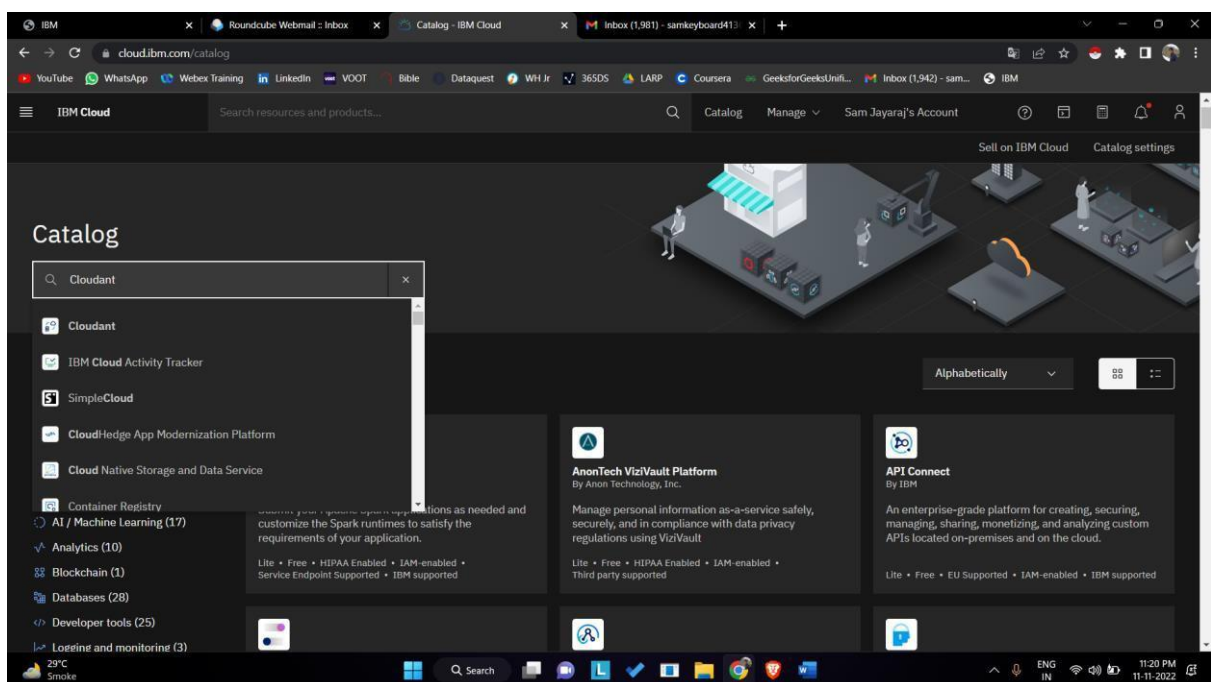 IBM
Roundcube Webmail :: Inbox
Catalog - IBM Cloud
Inbox (1,981) - samkeyboard413
cloud.ibm.com/catalog
YouTube
WhatsApp
Webex Training
LinkedIn
VOOT
Bible
Dataquest
WH Jr
365DS
LARP
Coursera
GeeksforGeeksUnifi...
Inbox (1,942) - sam...
IBM
IBM Cloud
Search resources and products...
Catalog
Manage
Sam Jayaraj's Account
Sell on IBM Cloud
Catalog settings
Catalog
Cloudant
Cloudant
IBM Cloud Activity Tracker
SimpleCloud
CloudHedge App Modernization Platform
Cloud Native Storage and Data Service
Container Registry
AI / Machine Learning (17)
Analytics (10)
Blockchain (1)
Databases (28)
Developer tools (25)
Logging and monitoring (3)
Alphabetically
Submit your Apache Spark applications as needed and
customize the Spark runtimes to satisfy the
requirements of your application.
Lite • Free • HIPAA Enabled • IAM-enabled •
Service Endpoint Supported • IBM supported
AnonTech ViziVault Platform
By Anon Technology, Inc.
Manage personal information as-a-service safely,
securely, and in compliance with data privacy
regulations using ViziVault
Lite • Free • HIPAA Enabled • IAM-enabled •
Third party supported
API Connect
By IBM
An enterprise-grade platform for creating, securing,
managing, sharing, monetizing, and analyzing custom
APIs located on-premises and on the cloud.
Lite • Free • EU Supported • IAM-enabled • IBM supported
29°C
Smoke
Search
ENG
IN
11:20 PM
11-11-2022